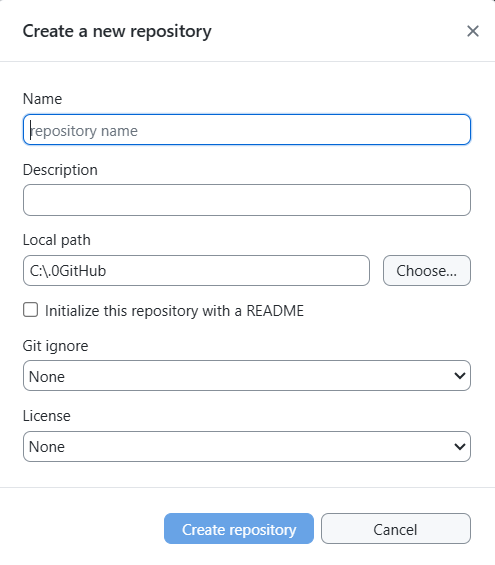 Create a new repository
Name
repository name
Description
Local path
C:\.0GitHub
Choose...
Initialize this repository with a README
Git ignore
None
License
None
Create repository
Cancel